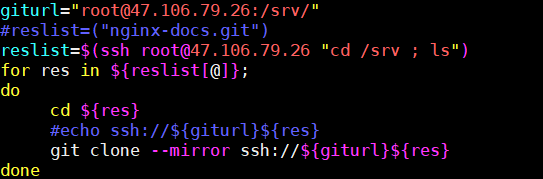 giturl="root@47.106.79.26:/srv/"
#reslist=("nginx-docs.git")
reslist=$(ssh root@47.106.79.26 "cd /srv ; ls")
for res in ${reslist[@]};
do
     cd ${res}
     #echo ssh://${giturl}${res}
     git clone --mirror ssh://${giturl}${res}
done